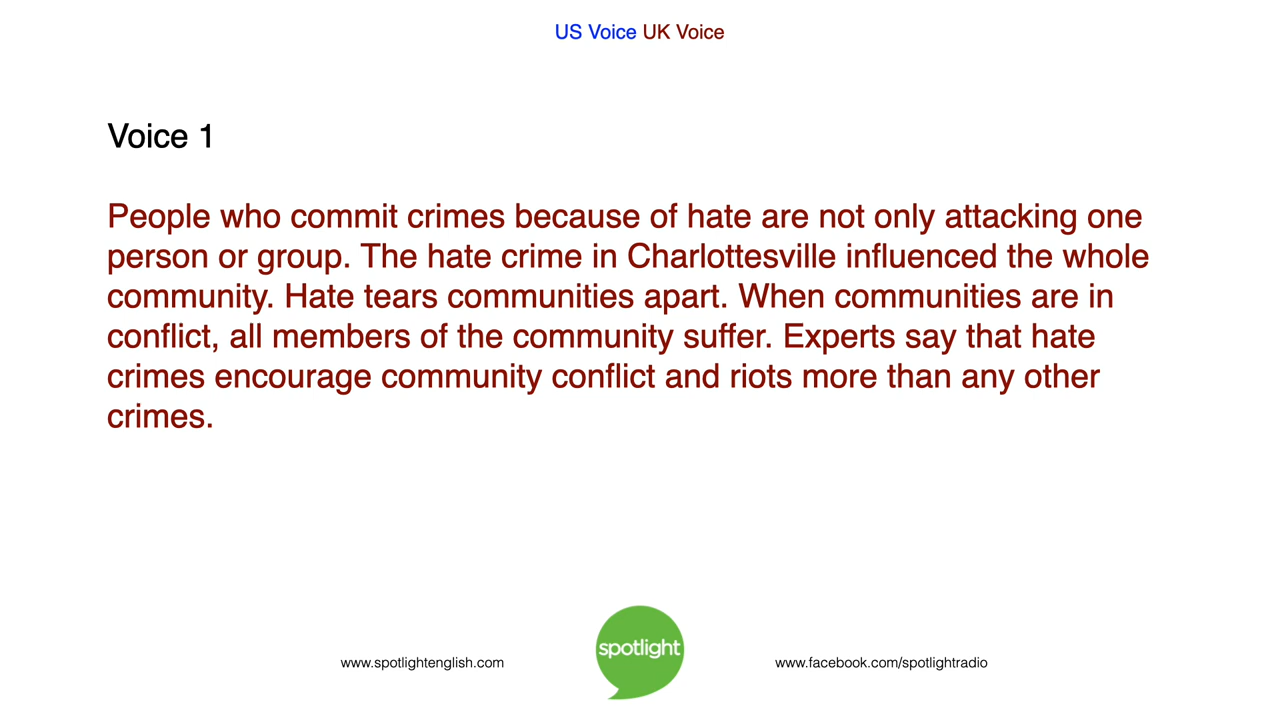 US Voice UK Voice
Voice 1
People who commit crimes because of hate are not only attacking one
person or group. The hate crime in Charlottesville influenced the whole
community. Hate tears communities apart. When communities are in
conflict, all members of the community suffer. Experts say that hate
crimes encourage community conflict and riots more than any other
crimes.
spotlight
www.spotlightenglish.com
www.facebook.com/spotlightradio